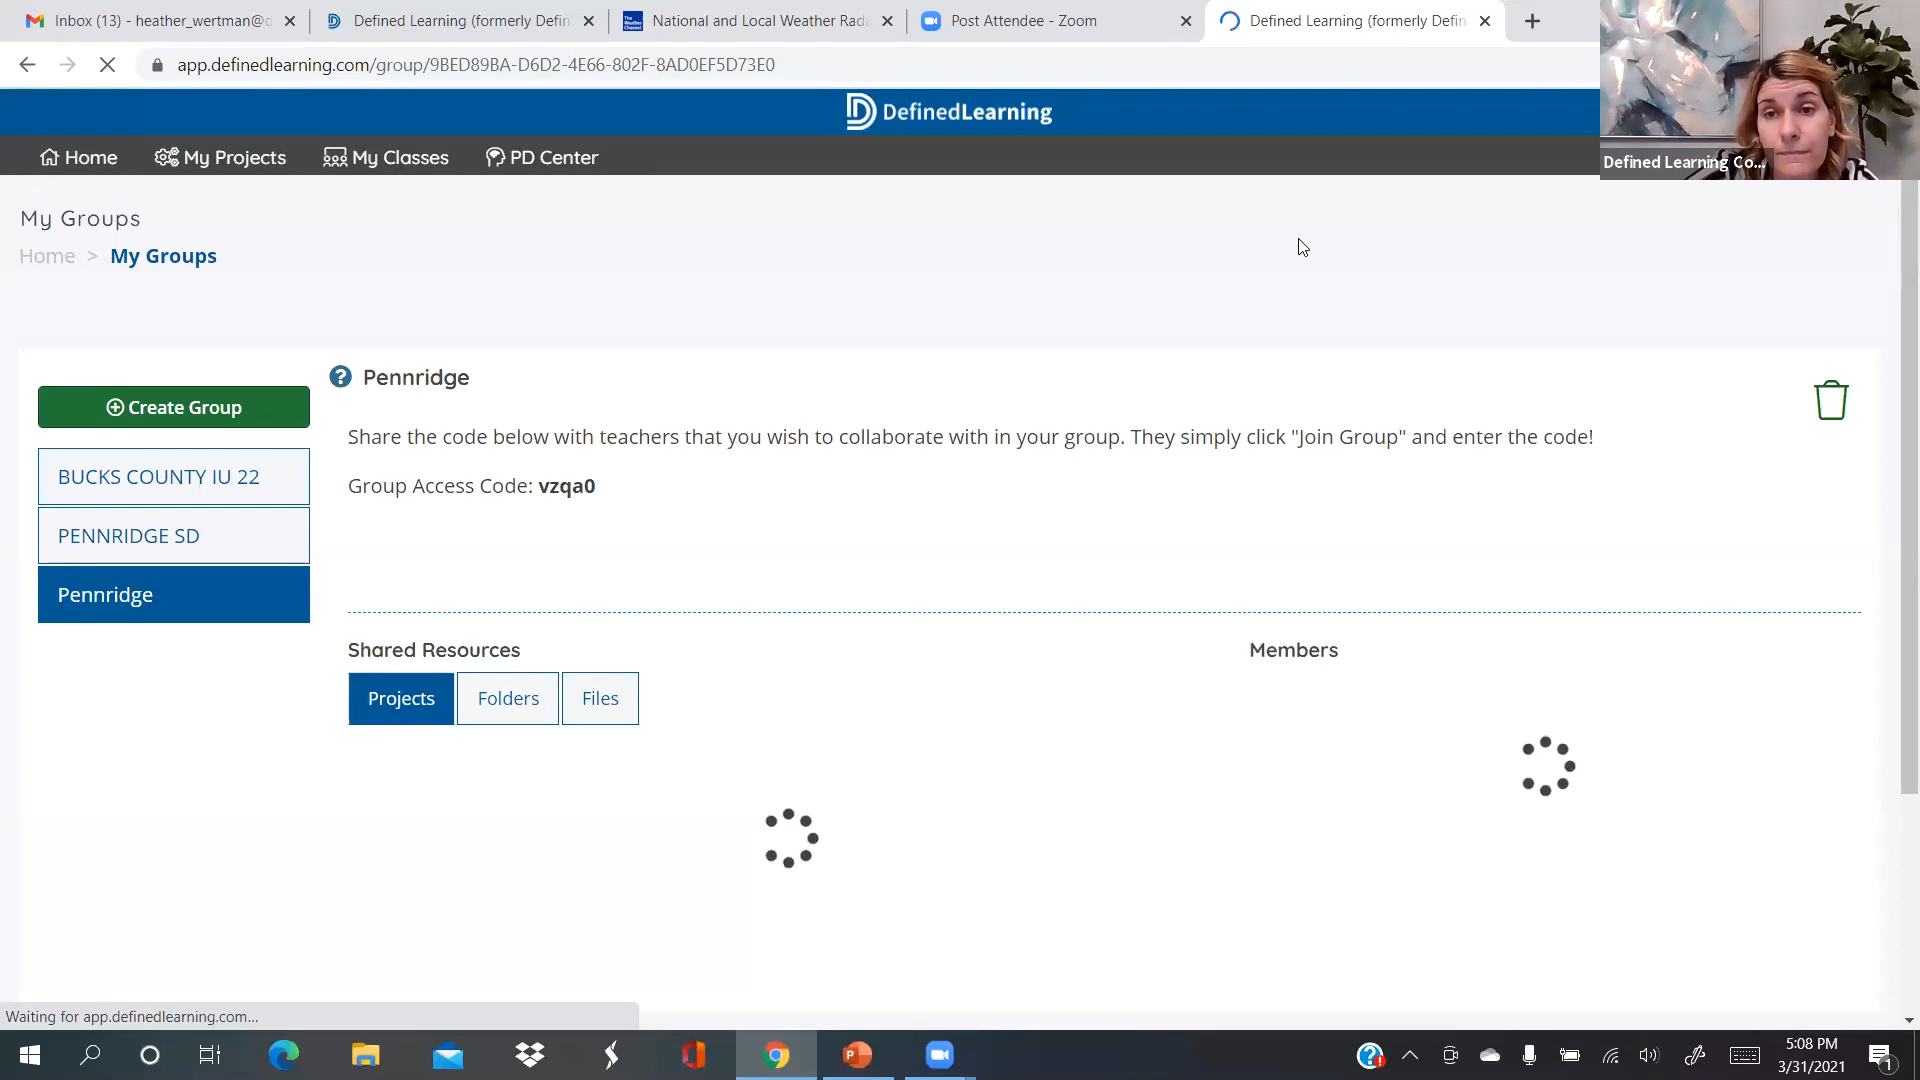 Inbox (13) - heather_wertman@d
Defined Learning (formerly Defin
National and Local Weather Rada
Post Attendee - Zoom
Defined Learning (formerly Defin
app.definedlearning.com/group/9BED89BA-D6D2-4E66-802F-8AD0EF5D73E0
DefinedLearning
Home
My Projects
My Classes
PD Center
Defined Learning Co...
My Groups
Home > My Groups
Create Group
BUCKS COUNTY IU 22
PENNRIDGE SD
Pennridge
? Pennridge
Share the code below with teachers that you wish to collaborate with in your group. They simply click "Join Group" and enter the code!
Group Access Code: vzqa0
Shared Resources
Projects
Folders
Files
Members
Waiting for app.definedlearning.com...
5:08 PM
3/31/2021
1